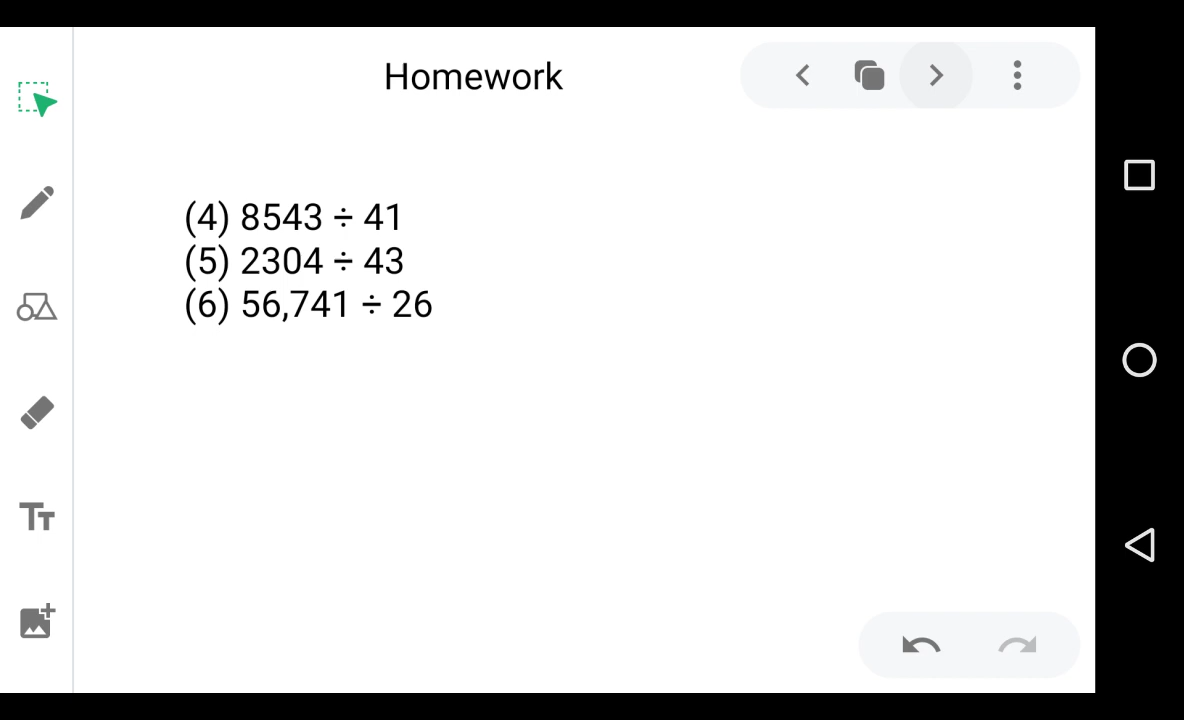 Homework
(4) 8543 ÷ 41
(5) 2304 ÷ 43
(6) 56,741 ÷ 26